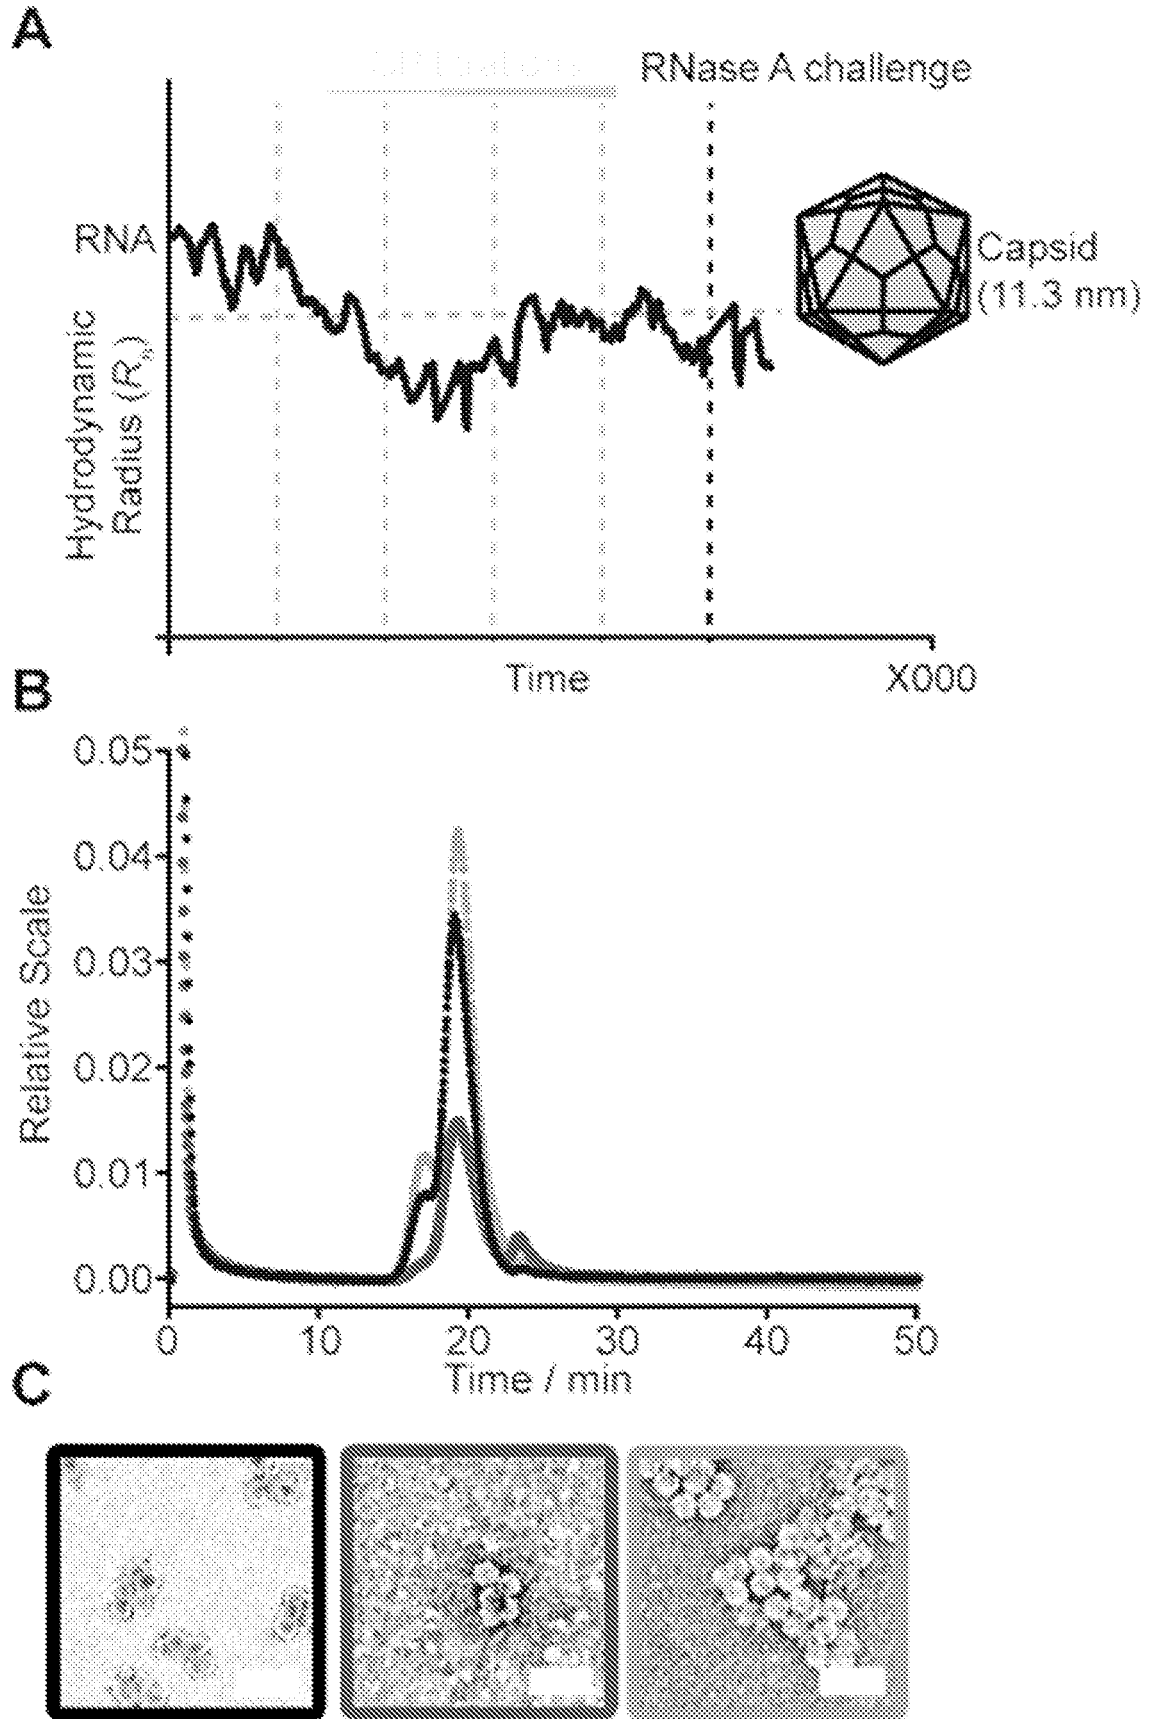 A
RNase A challenge
RNA
Capsid
(11.3 nm)
Hydrodynamic
Radius (Rh)
Time
X000
B
0.05
0.04
0.03
0.02
0.01
0.00
Relative Scale
0
10
20
30
40
50
Time / min
C